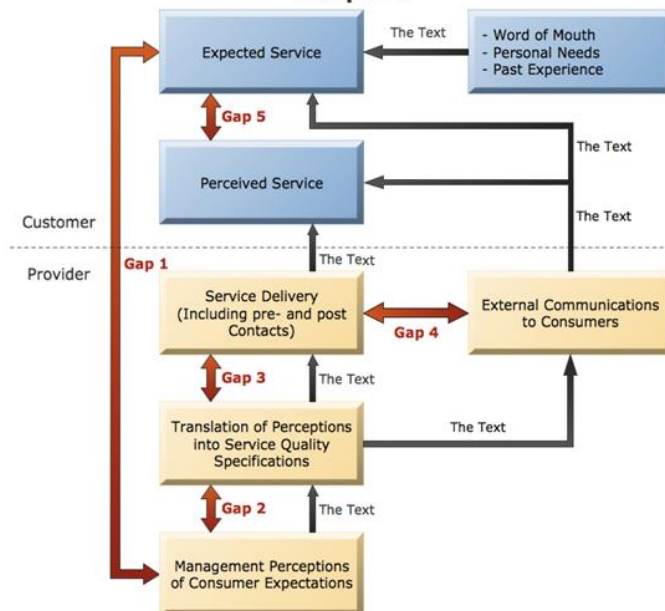 Expected Service
The Text
- Word of Mouth
- Personal Needs
- Past Experience
Gap 5
The Text
Perceived Service
The Text
Customer
Provider
Gap 1
The Text
Service Delivery
(Including pre- and post
Contacts)
Gap 4
External Communications
to Consumers
Gap 3
The Text
Translation of Perceptions
into Service Quality
Specifications
The Text
Gap 2
The Text
Management Perceptions
of Consumer Expectations